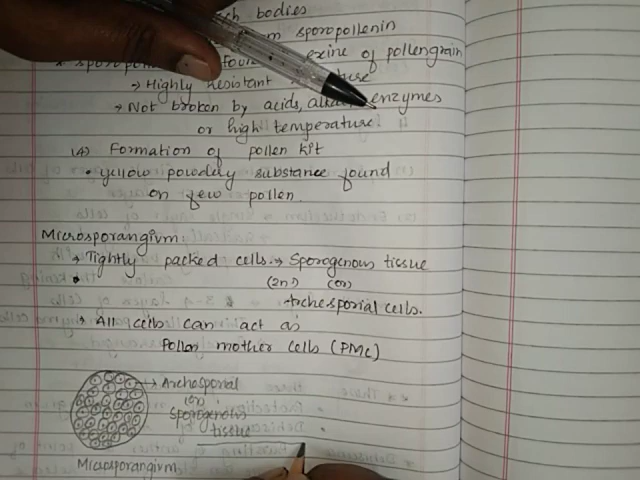 bodies
sporopollenin
exine of pollengrain
→ Highly resistant
→ Not broken by acids, enzymes
or high temperature.
(4) Formation of pollen kit
• yellow powdery substance found
on few pollen.
Microsporangium:
→ Tightly packed cells → Sporogenous tissue
(2n) (or)
Archesporial cells.
→ All cells can act as
Pollen mother cells (PMC)
→ Archesporial
(or)
Sporogenous
tissue
Microsporangium